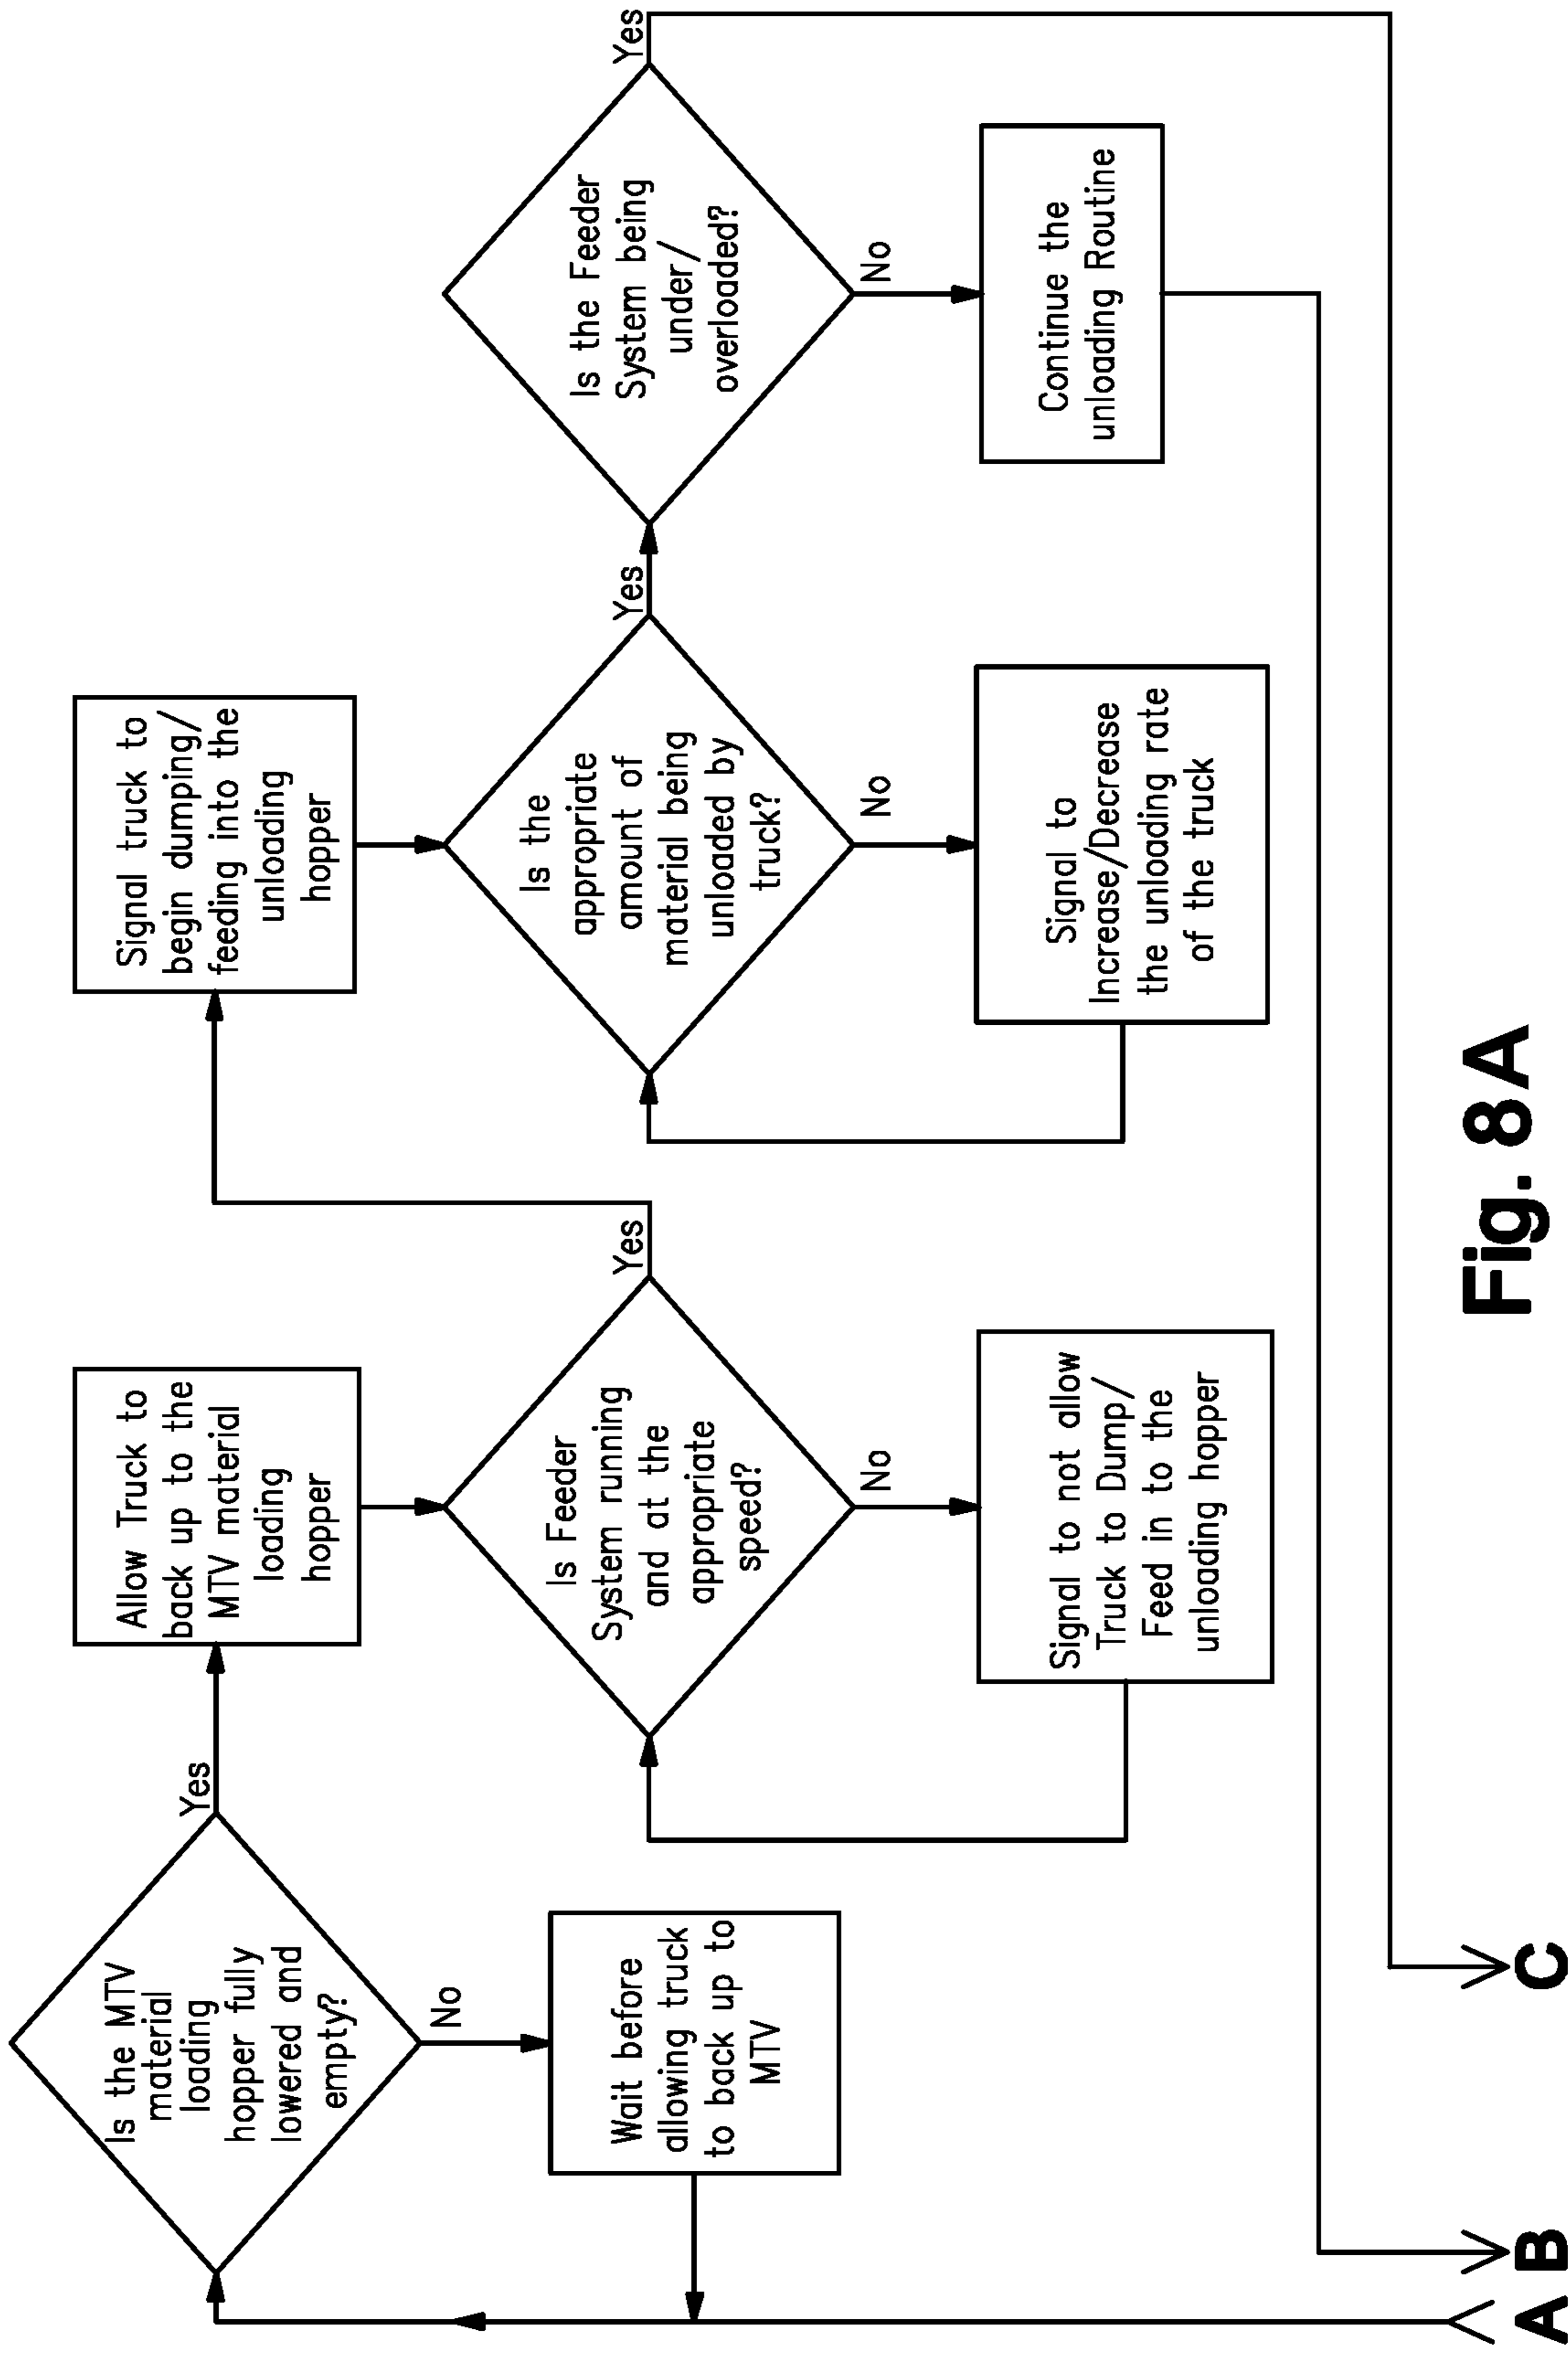 Is the MTV
material
loading
hopper fully
lowered and
empty?
Yes
No
Wait before
allowing truck
to back up to
MTV
Allow Truck to
back up to the
MTV material
loading
hopper
Is Feeder
System running
and at the
appropriate
speed?
Yes
No
Signal to not allow
Truck to Dump/
Feed in to the
unloading hopper
Signal truck to
begin dumping/
feeding into the
unloading
hopper
Is the
appropriate
amount of
material being
unloaded by
truck?
Yes
No
Signal to
Increase/Decrease
the unloading rate
of the truck
Is the Feeder
System being
under/
overloaded?
Yes
No
Continue the
unloading Routine
A
B
C
Fig. 8A